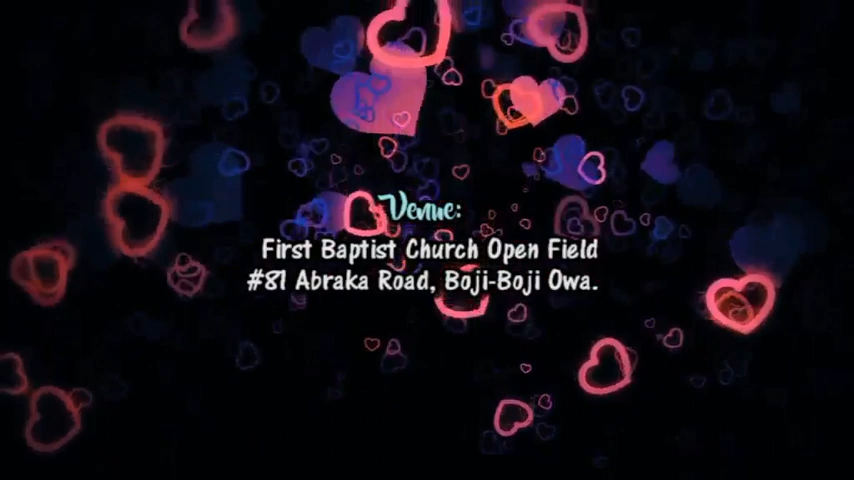 Venue:
First Baptist Church Open Field
#81 Abraka Road, Boji-Boji Owa.